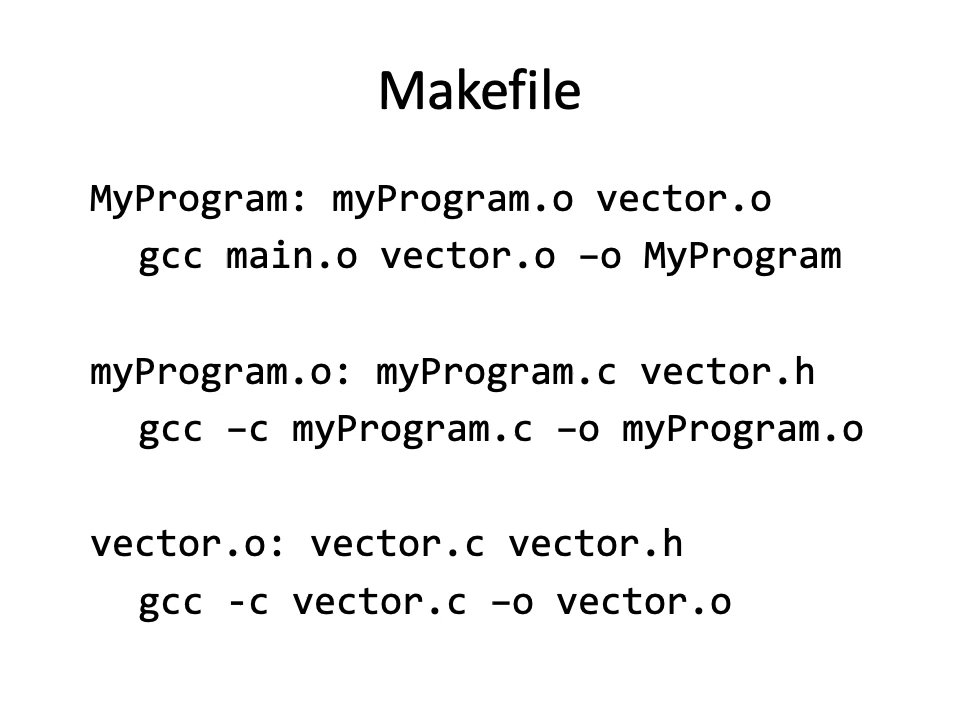 Makefile
MyProgram: myProgram.o vector.o
gcc main.o vector.o –o MyProgram
myProgram.o: myProgram.c vector.h
gcc –c myProgram.c –o myProgram.o
vector.o: vector.c vector.h
gcc -c vector.c –o vector.o